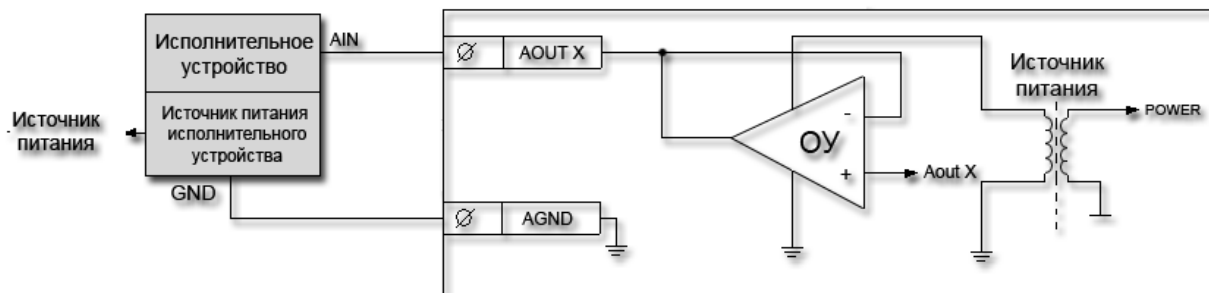 Исполнительное
устройство
AIN
Источник питания
исполнительного
устройства
Источник
питания
GND
Ø AOUT X
Ø AGND
ОУ
-
+
Aout X
Источник
питания
POWER